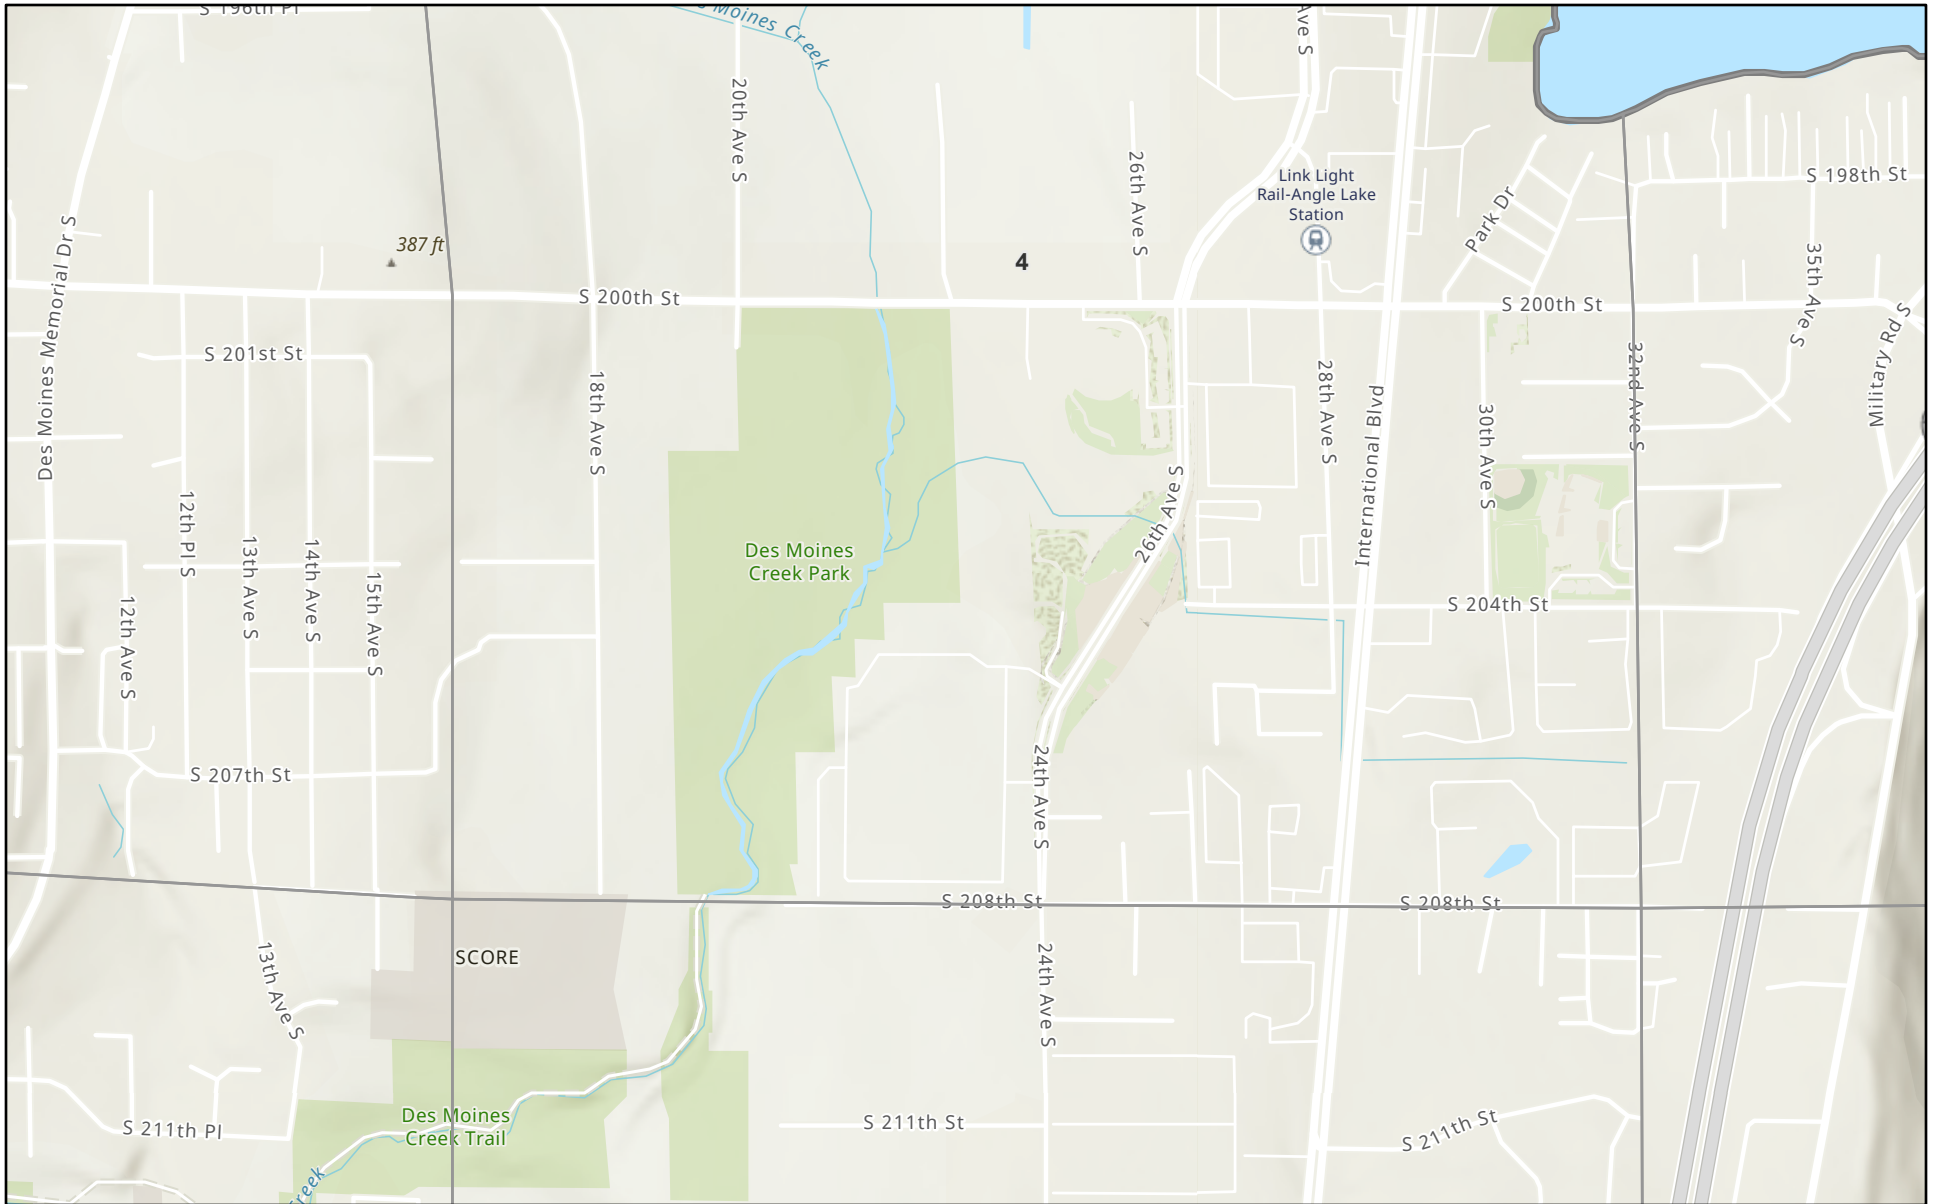 S 196th Pl
Moines Creek
Ave S
20th Ave S
26th Ave S
Link Light
Rail-Angle Lake
Station
S 198th St
Park Dr
Des Moines Memorial Dr S
387 ft
4
35th Ave S
S 200th St
S 200th St
Military Rd S
S 201st St
32nd Ave S
18th Ave S
28th Ave S
International Blvd
30th Ave S
12th Pl S
26th Ave S
13th Ave S
14th Ave S
15th Ave S
Des Moines
Creek Park
12th Ave S
S 204th St
S 207th St
24th Ave S
S 208th St
S 208th St
SCORE
13th Ave S
24th Ave S
Des Moines
Creek Trail
S 211th Pl
S 211th St
S 211th St
reek